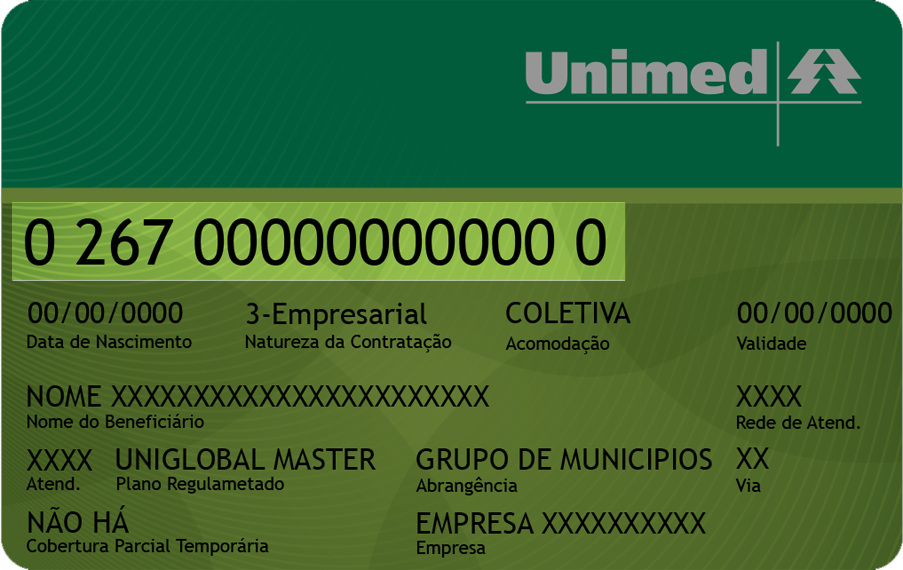 Unimed
0 267 000000000000 0
00/00/0000 3-Empresarial COLETIVA 00/00/0000
Data de Nascimento Natureza da Contratação Acomodação Validade
NOME XXXXXXXXXXXXXXXXXXXXXXX XXXX
Nome do Beneficiário Rede de Atend.
XXXX UNIGLOBAL MASTER GRUPO DE MUNICIPIOS XX
Atend. Plano Regulametado Abrangência Via
NÃO HÁ EMPRESA XXXXXXXXXX
Cobertura Parcial Temporária Empresa